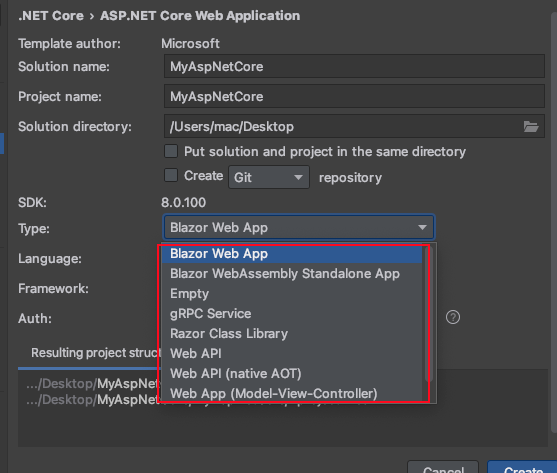 .NET Core › ASP.NET Core Web Application
Template author: Microsoft
Solution name: MyAspNetCore
Project name: MyAspNetCore
Solution directory: /Users/mac/Desktop
Put solution and project in the same directory
Create Git repository
SDK: 8.0.100
Type: Blazor Web App
Blazor Web App
Language:
Blazor WebAssembly Standalone App
Empty
Framework:
gRPC Service
Auth:
Razor Class Library
Resulting project struct
Web API
Web API (native AOT)
.../Desktop/MyAspNet
Web App (Model-View-Controller)
.../Desktop/MyAspNet
Cancel Create